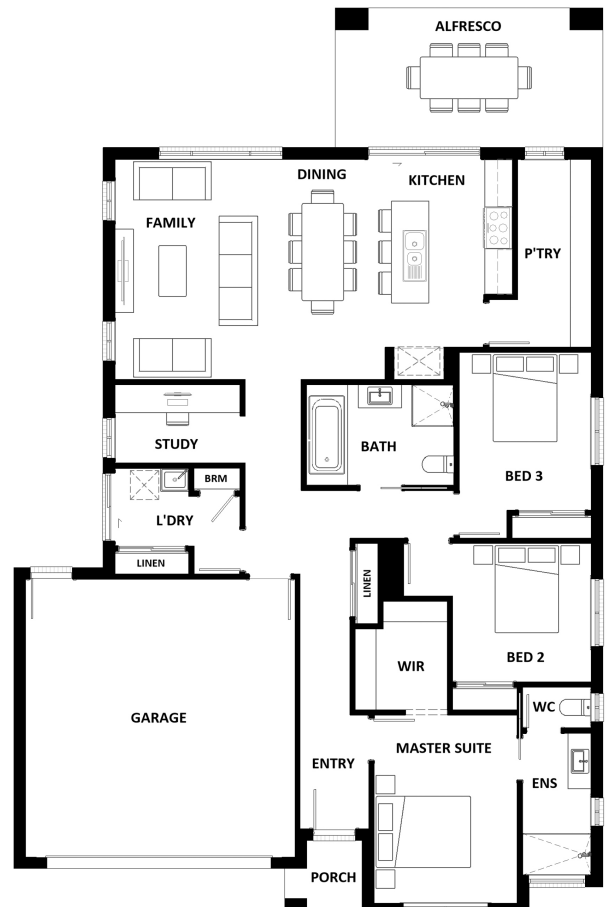 ALFRESCO
DINING
KITCHEN
FAMILY
P'TRY
STUDY
BATH
BED 3
BRM
L'DRY
LINEN
LINEN
BED 2
WIR
WC
GARAGE
MASTER SUITE
ENTRY
ENS
PORCH